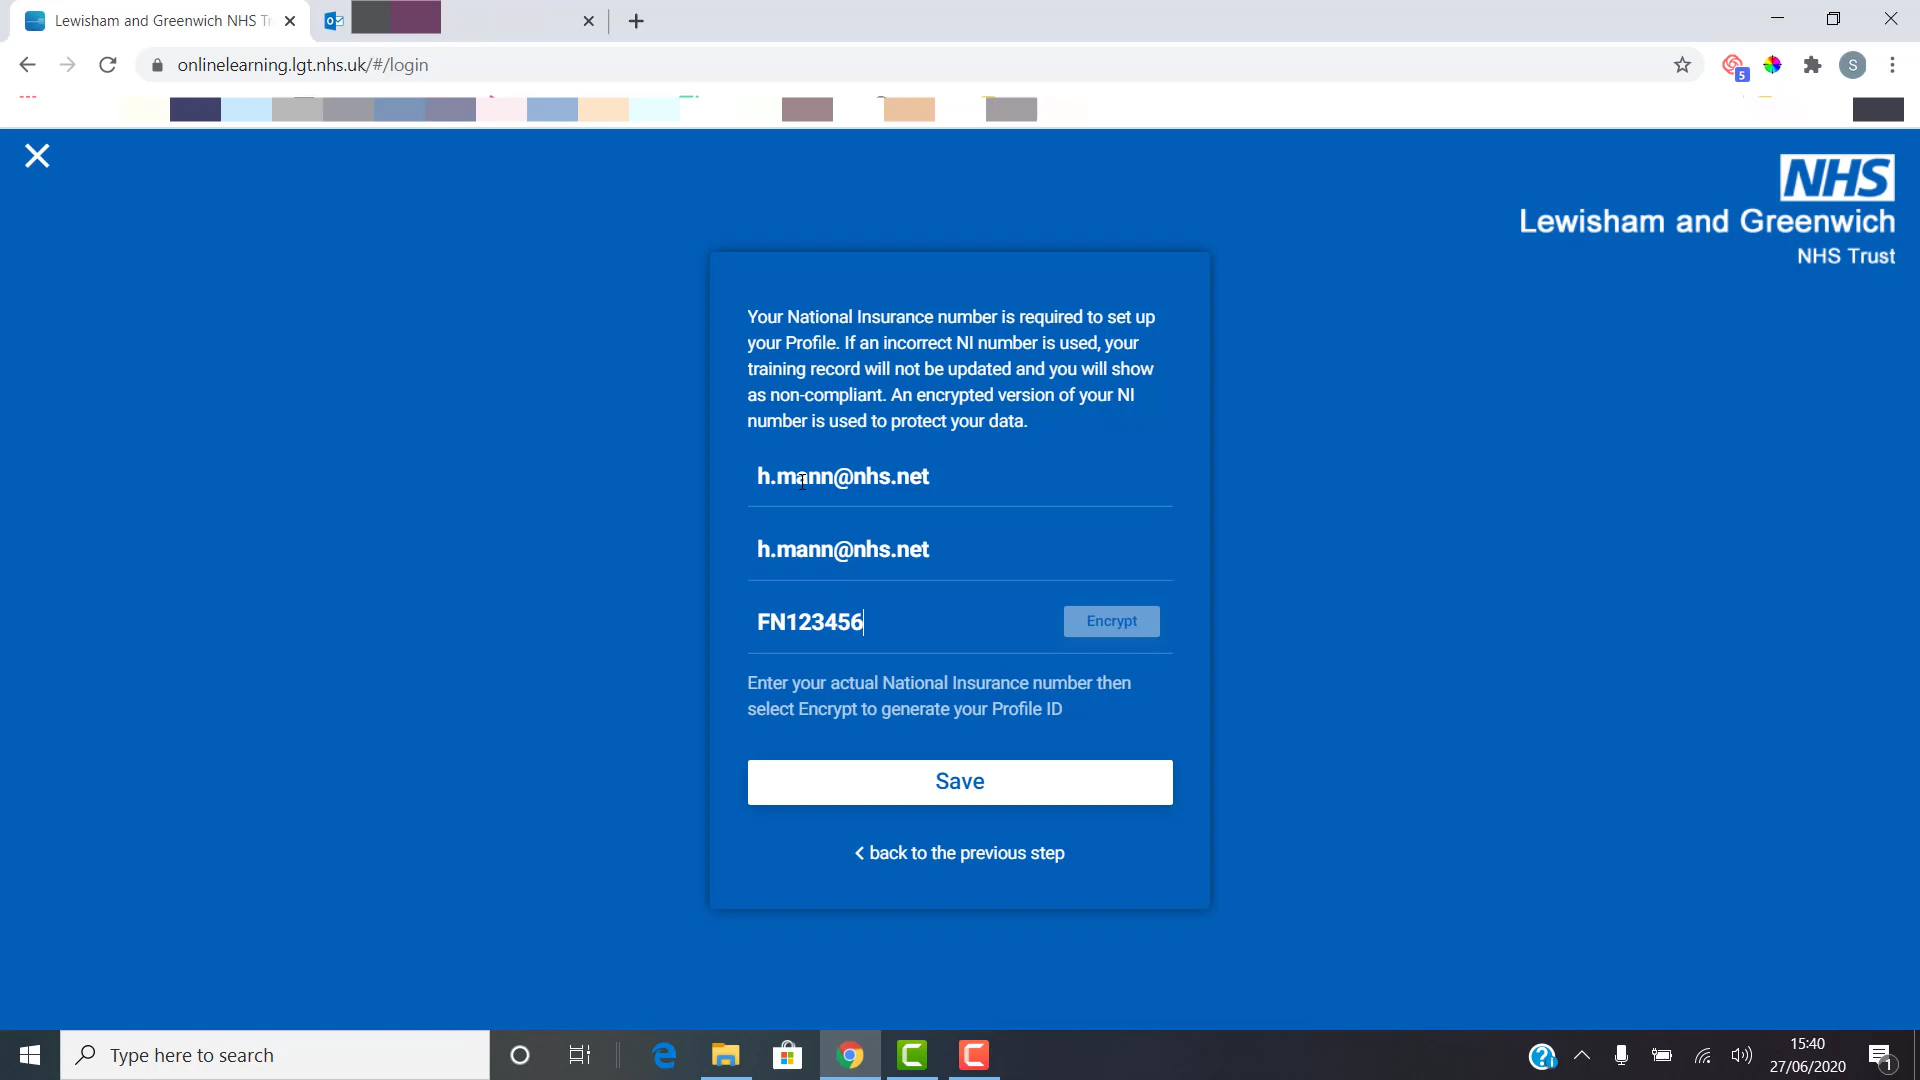 Lewisham and Greenwich NHS Tr
onlinelearning.lgt.nhs.uk/#/login
S
5
NHS
Lewisham and Greenwich
NHS Trust
Your National Insurance number is required to set up
your Profile. If an incorrect NI number is used, your
training record will not be updated and you will show
as non-compliant. An encrypted version of your NI
number is used to protect your data.
h.mann@nhs.net
h.mann@nhs.net
FN123456
Encrypt
Enter your actual National Insurance number then
select Encrypt to generate your Profile ID
Save
back to the previous step
Type here to search
15:40
27/06/2020
1